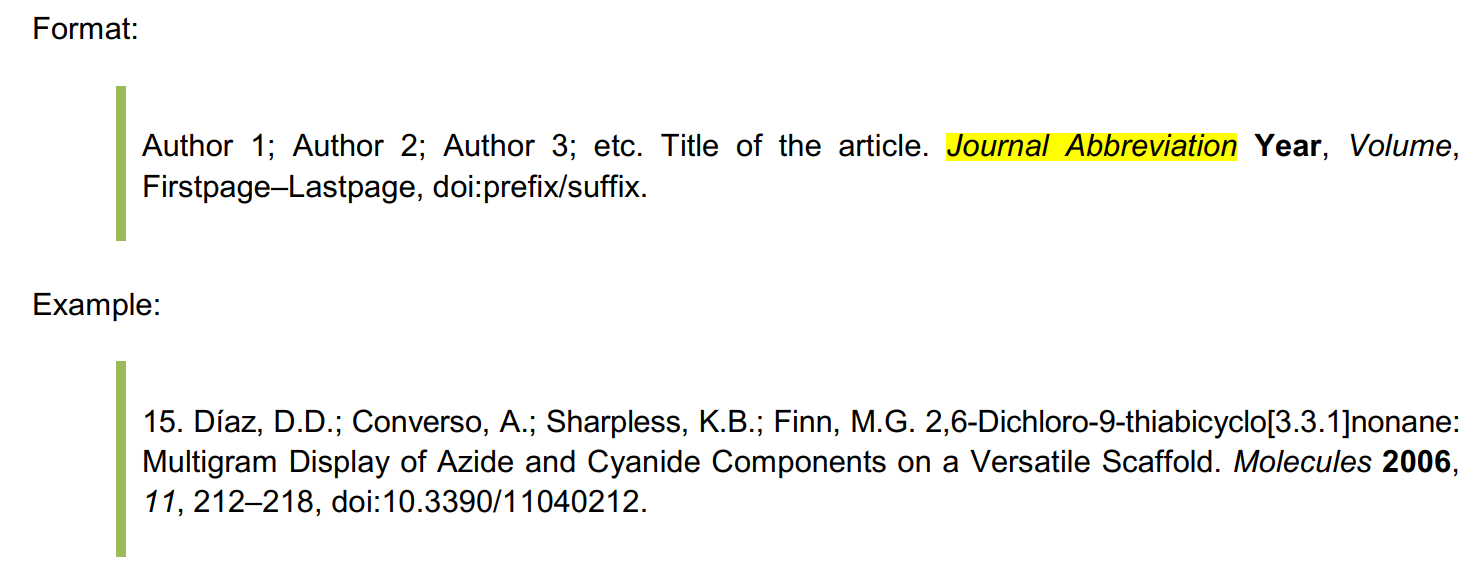 Format:
Author 1; Author 2; Author 3; etc. Title of the article. Journal Abbreviation Year, Volume,
Firstpage–Lastpage, doi:prefix/suffix.
Example:
15. Díaz, D.D.; Converso, A.; Sharpless, K.B.; Finn, M.G. 2,6-Dichloro-9-thiabicyclo[3.3.1]nonane:
Multigram Display of Azide and Cyanide Components on a Versatile Scaffold. Molecules 2006,
11, 212–218, doi:10.3390/11040212.